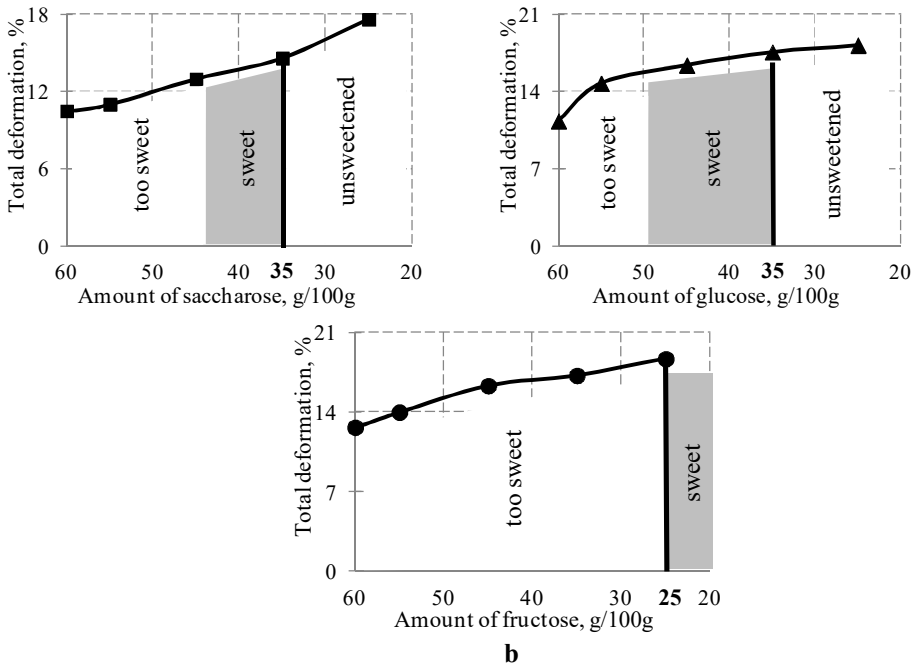 Total deformation, %
18
12
6
0
too sweet
sweet
unsweetened
60 50 40 35 30 20
Amount of saccharose, g/100g
Total deformation, %
21
14
7
0
too sweet
sweet
unsweetened
60 50 40 35 30 20
Amount of glucose, g/100g
Total deformation, %
21
14
7
0
too sweet
sweet
60 50 40 30 25 20
Amount of fructose, g/100g
b